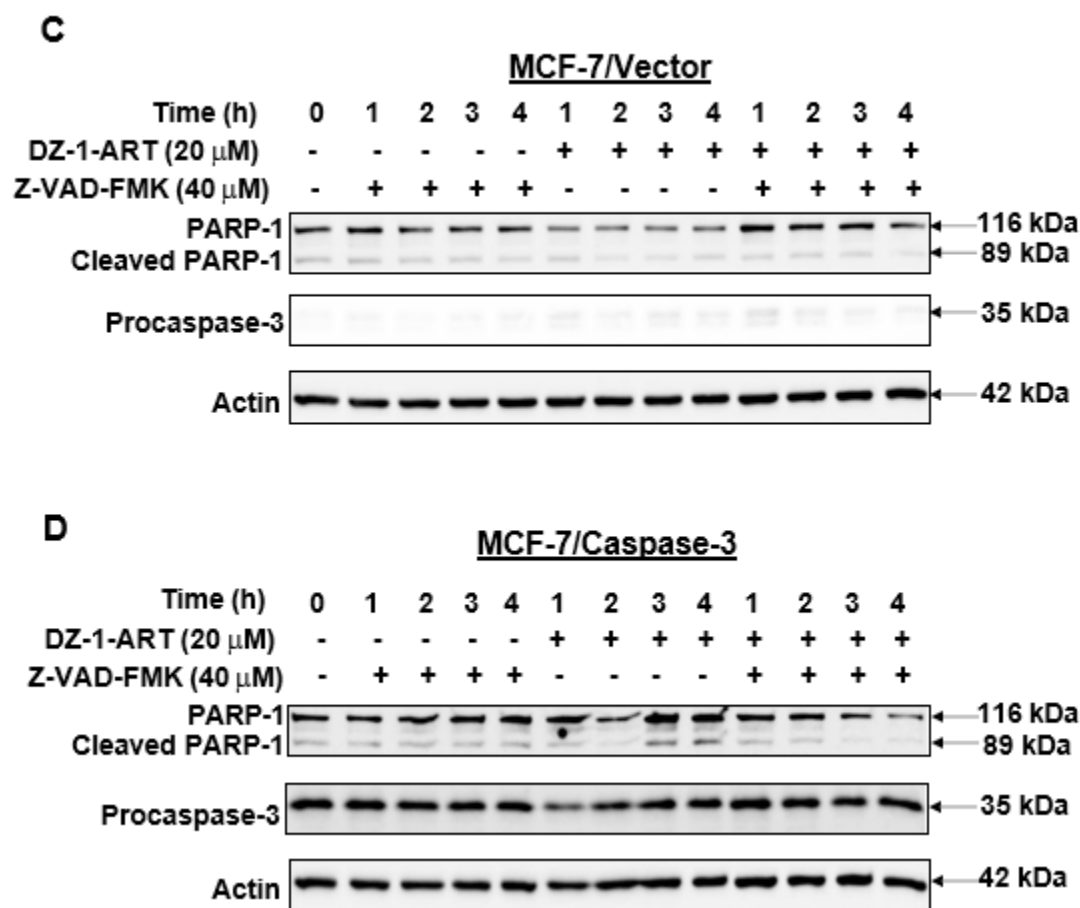 C
MCF-7/Vector
Time (h) 0 1 2 3 4 1 2 3 4 1 2 3 4
DZ-1-ART (20 μM) - - - - - + + + + + + + +
Z-VAD-FMK (40 μM) - + + + + - - - - + + + +
PARP-1 116 kDa
Cleaved PARP-1 89 kDa
Procaspase-3 35 kDa
Actin 42 kDa
D
MCF-7/Caspase-3
Time (h) 0 1 2 3 4 1 2 3 4 1 2 3 4
DZ-1-ART (20 μM) - - - - - + + + + + + + +
Z-VAD-FMK (40 μM) - + + + + - - - - + + + +
PARP-1 116 kDa
Cleaved PARP-1 89 kDa
Procaspase-3 35 kDa
Actin 42 kDa